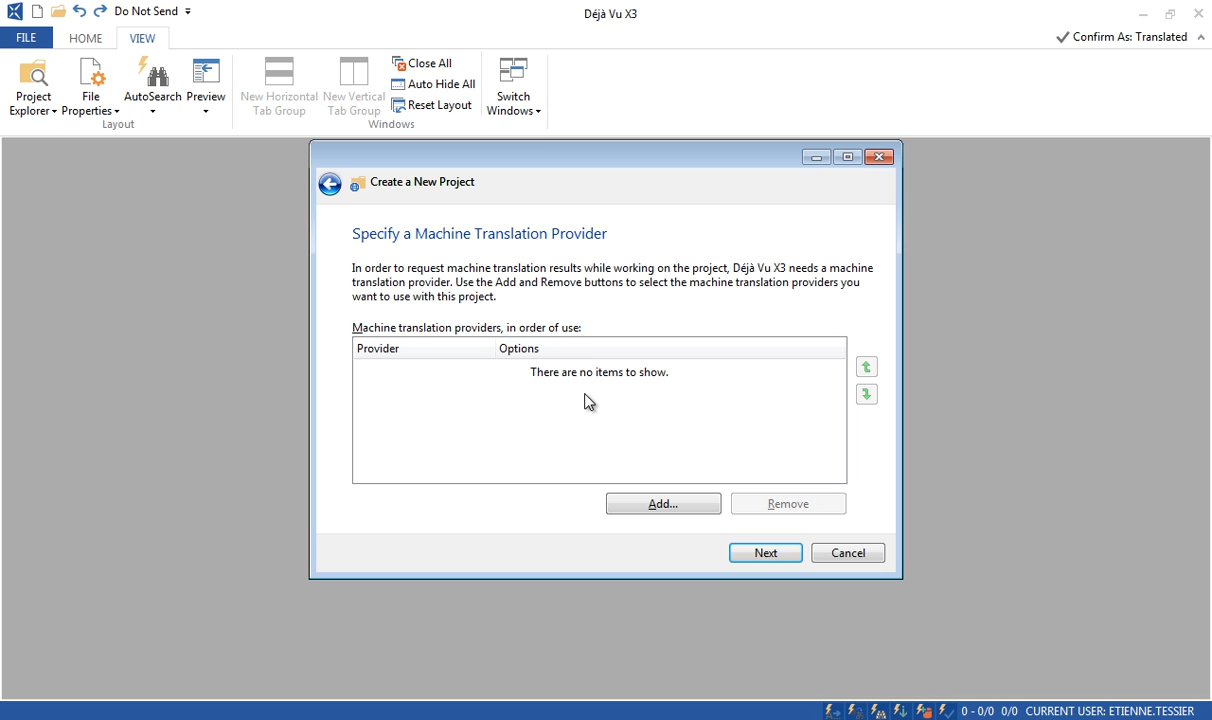 Do Not Send
Déjà Vu X3
FILE
HOME
VIEW
Confirm As: Translated
Project
Explorer
File
Properties
AutoSearch
Preview
Layout
New Horizontal
Tab Group
New Vertical
Tab Group
Close All
Auto Hide All
Reset Layout
Windows
Switch
Windows
Create a New Project
Specify a Machine Translation Provider
In order to request machine translation results while working on the project, Déjà Vu X3 needs a machine
translation provider. Use the Add and Remove buttons to select the machine translation providers you
want to use with this project.
Machine translation providers, in order of use:
Provider
Options
There are no items to show.
Add...
Remove
Next
Cancel
0 - 0/0 0/0 CURRENT USER: ETIENNE.TESSIER